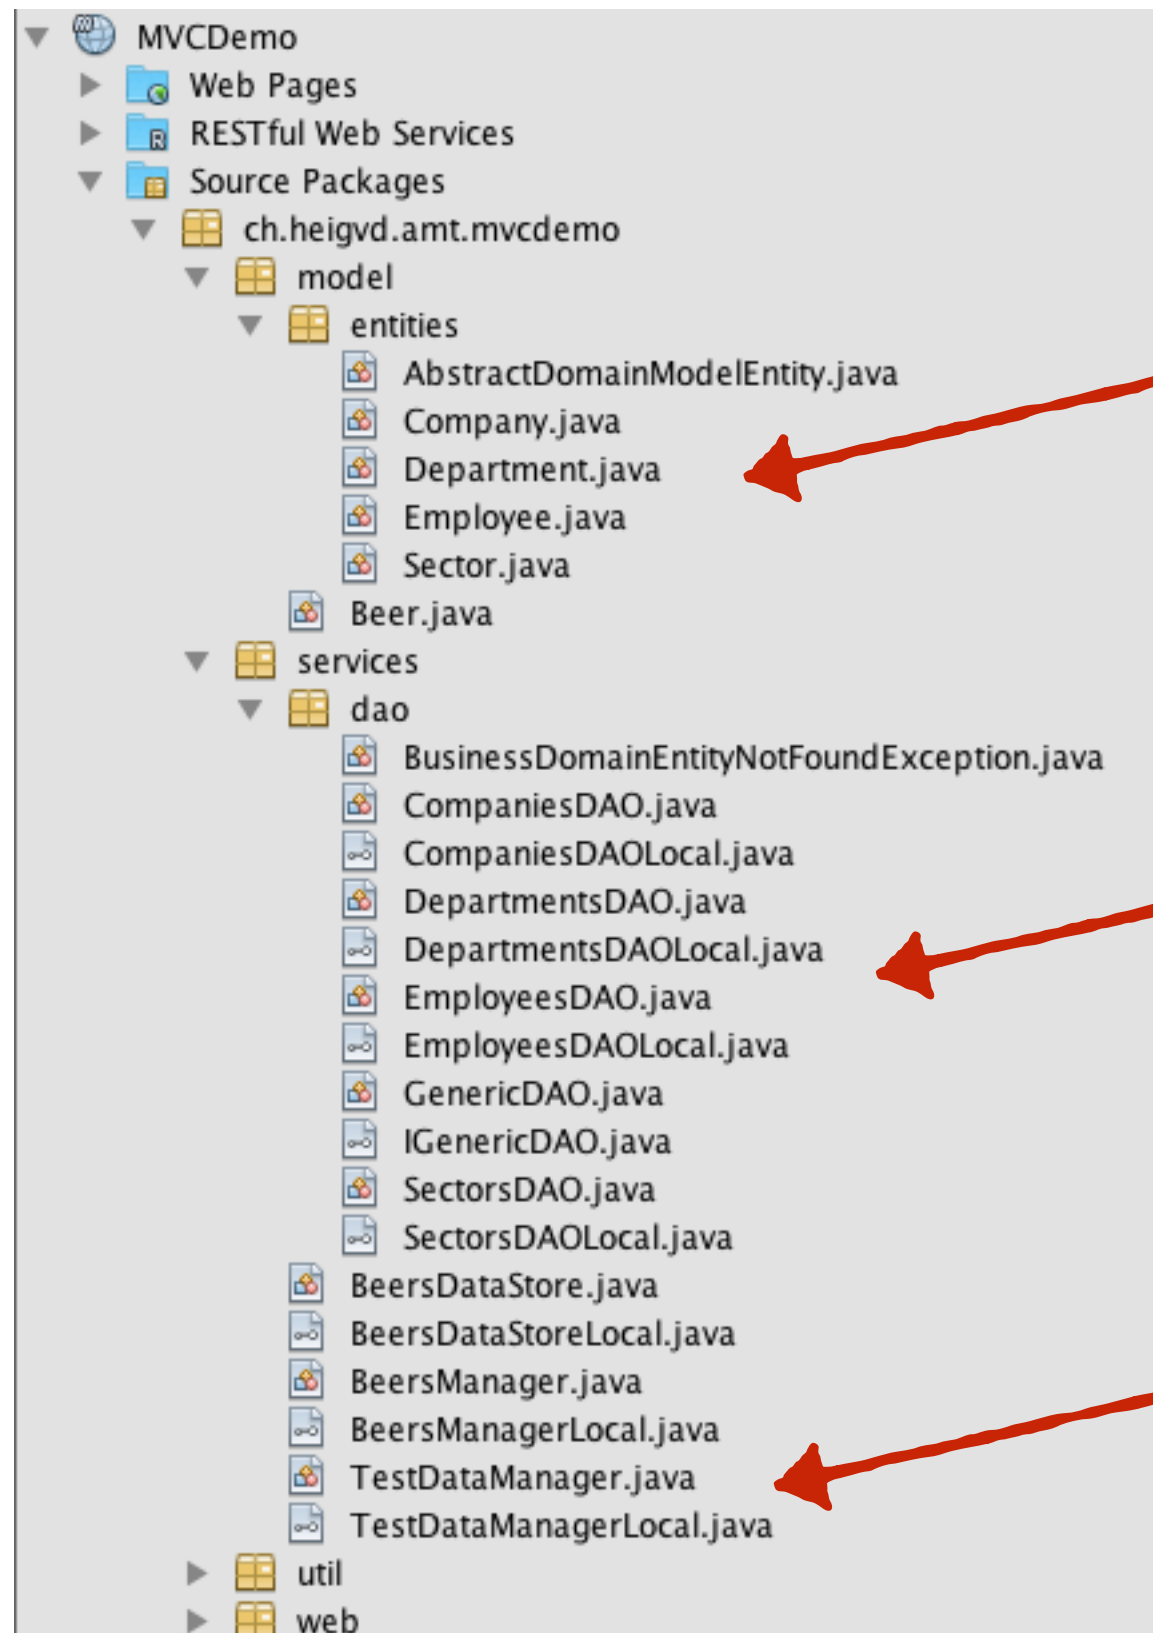 MVCDemo
Web Pages
RESTful Web Services
Source Packages
ch.heigvd.amt.mvcdemo
model
entities
AbstractDomainModelEntity.java
Company.java
Department.java
Employee.java
Sector.java
Beer.java
services
dao
BusinessDomainEntityNotFoundException.java
CompaniesDAO.java
CompaniesDAOLocal.java
DepartmentsDAO.java
DepartmentsDAOLocal.java
EmployeesDAO.java
EmployeesDAOLocal.java
GenericDAO.java
IGenericDAO.java
SectorsDAO.java
SectorsDAOLocal.java
BeersDataStore.java
BeersDataStoreLocal.java
BeersManager.java
BeersManagerLocal.java
TestDataManager.java
TestDataManagerLocal.java
util
web